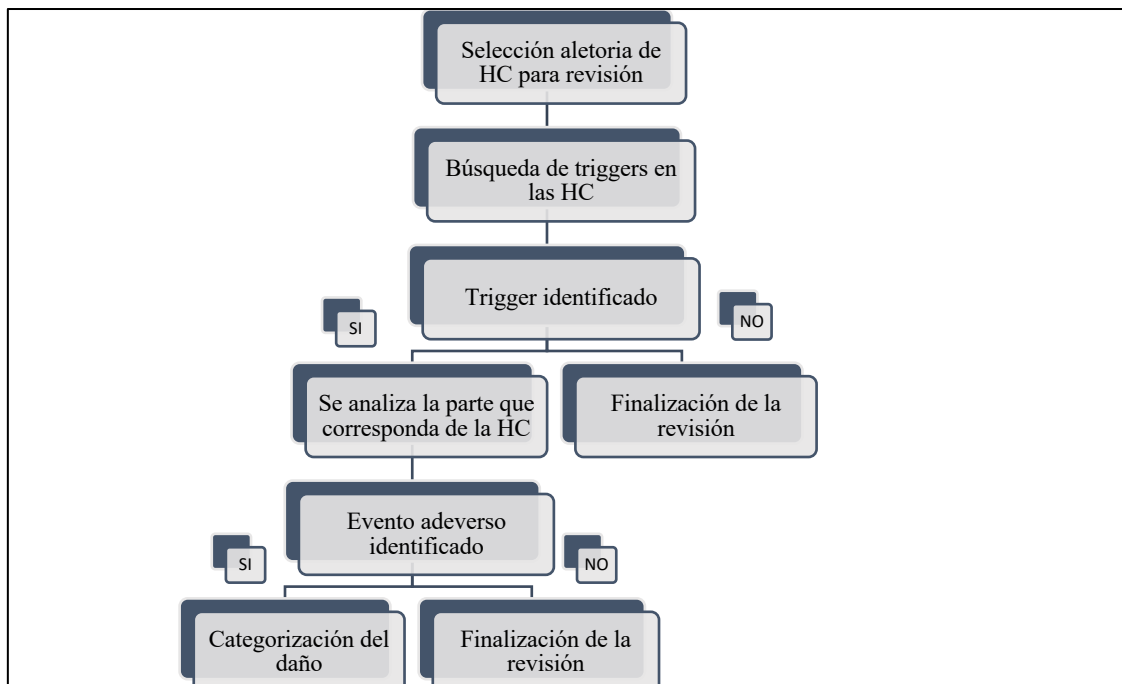 Selección aletoria de
HC para revisión
Búsqueda de triggers en
las HC
Trigger identificado
SI
NO
Se analiza la parte que
corresponda de la HC
Finalización de la
revisión
Evento adeverso
identificado
SI
NO
Categorización del
daño
Finalización de la
revisión